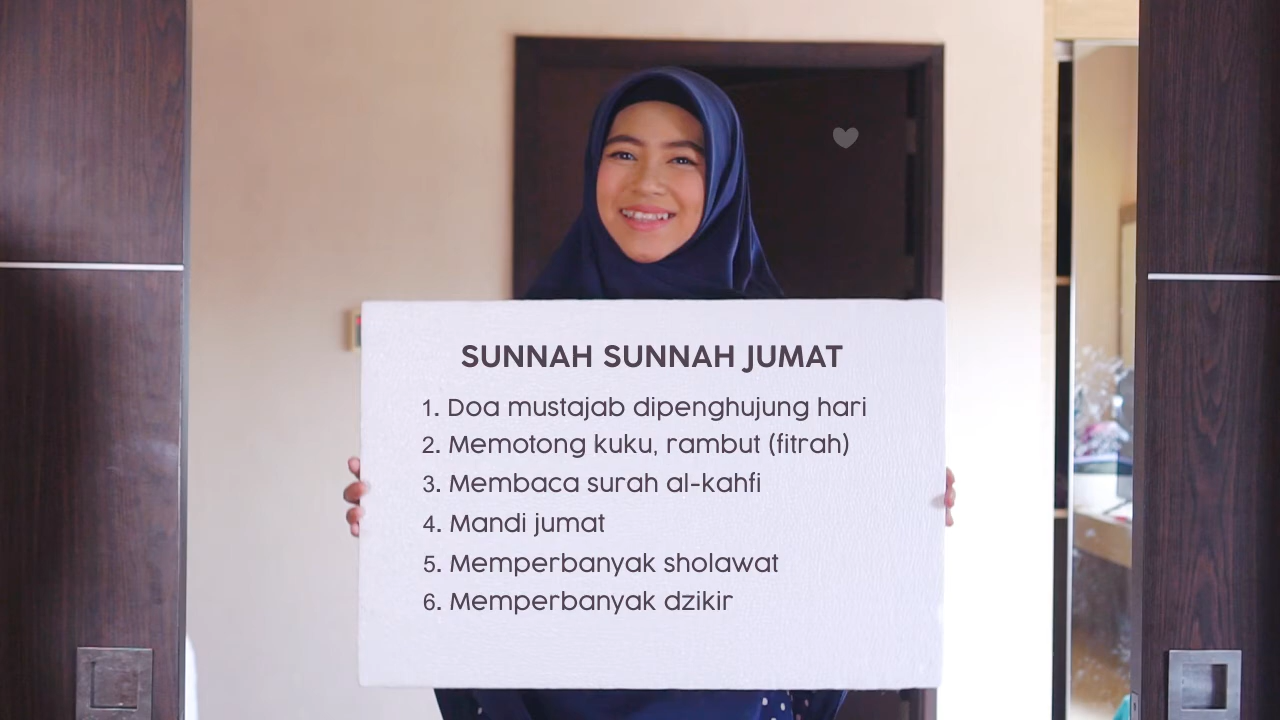 SUNNAH SUNNAH JUMAT
1. Doa mustajab dipenghujung hari
2. Memotong kuku, rambut (fitrah)
3. Membaca surah al-kahfi
4. Mandi jumat
5. Memperbanyak sholawat
6. Memperbanyak dzikir